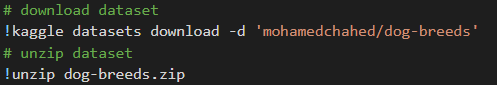 # download dataset
!kaggle datasets download -d 'mohamedchahed/dog-breeds'
# unzip dataset
!unzip dog-breeds.zip